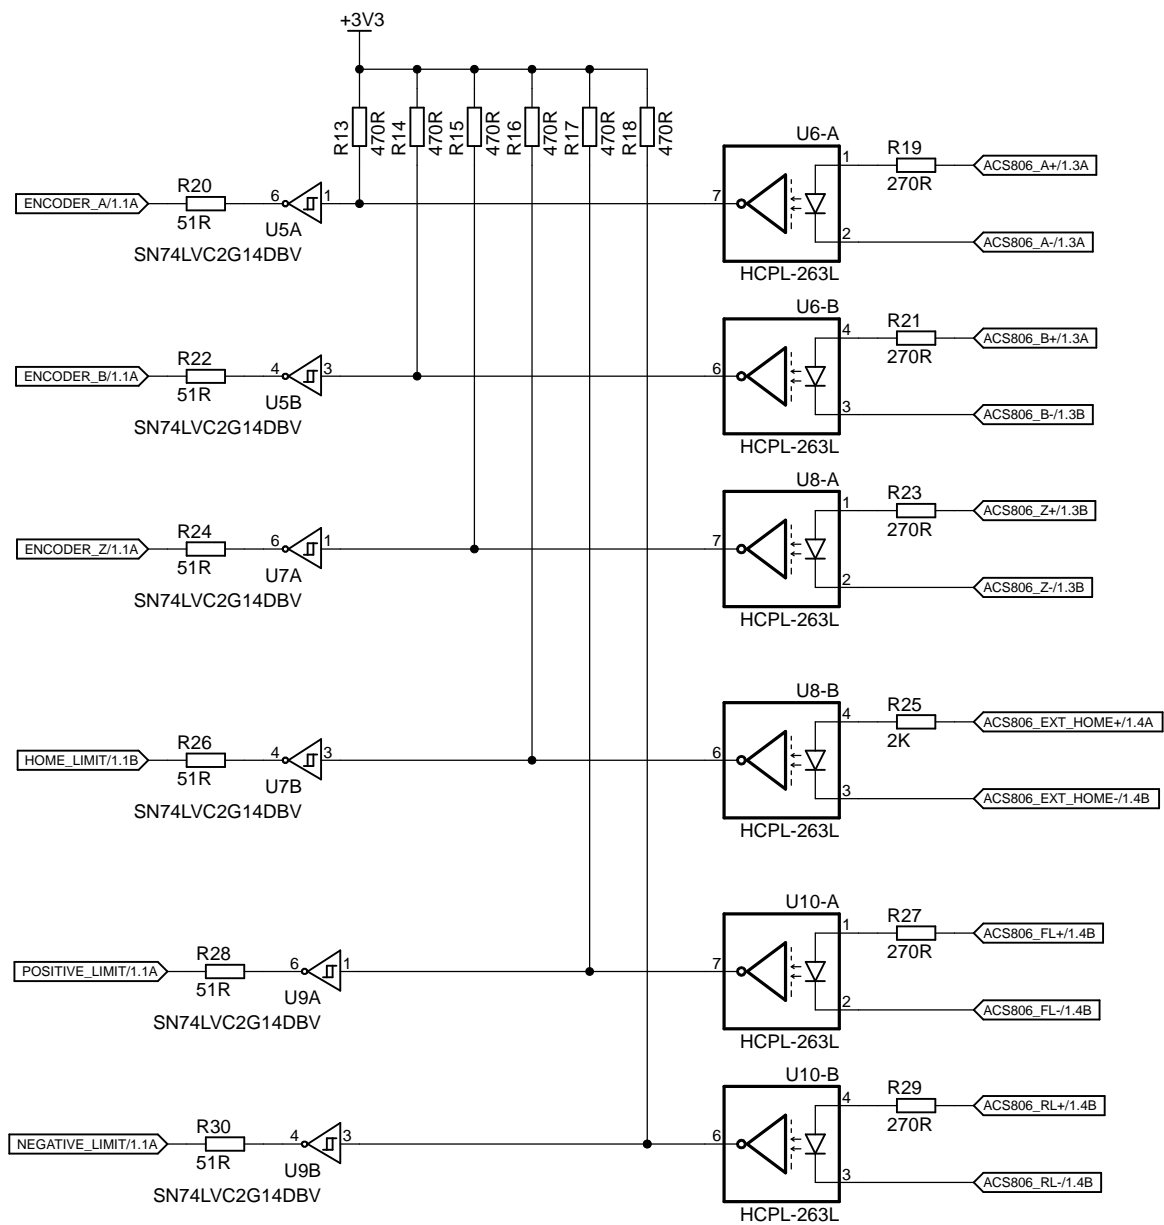 +3V3
R13
470R
R14
470R
R15
470R
R16
470R
R17
470R
R18
470R
U6-A
ENCODER_A/1.1A
R20
51R
6
1
U5A
SN74LVC2G14DBV
7
1
2
R19
270R
ACS806_A+/1.3A
ACS806_A-/1.3A
HCPL-263L
U6-B
ENCODER_B/1.1A
R22
51R
4
3
U5B
SN74LVC2G14DBV
6
4
3
R21
270R
ACS806_B+/1.3A
ACS806_B-/1.3B
HCPL-263L
U8-A
ENCODER_Z/1.1A
R24
51R
6
1
U7A
SN74LVC2G14DBV
7
1
2
R23
270R
ACS806_Z+/1.3B
ACS806_Z-/1.3B
HCPL-263L
U8-B
HOME_LIMIT/1.1B
R26
51R
4
3
U7B
SN74LVC2G14DBV
6
4
3
R25
2K
ACS806_EXT_HOME+/1.4A
ACS806_EXT_HOME-/1.4B
HCPL-263L
U10-A
POSITIVE_LIMIT/1.1A
R28
51R
6
1
U9A
SN74LVC2G14DBV
7
1
2
R27
270R
ACS806_FL+/1.4B
ACS806_FL-/1.4B
HCPL-263L
U10-B
NEGATIVE_LIMIT/1.1A
R30
51R
4
3
U9B
SN74LVC2G14DBV
6
4
3
R29
270R
ACS806_RL+/1.4B
ACS806_RL-/1.4B
HCPL-263L